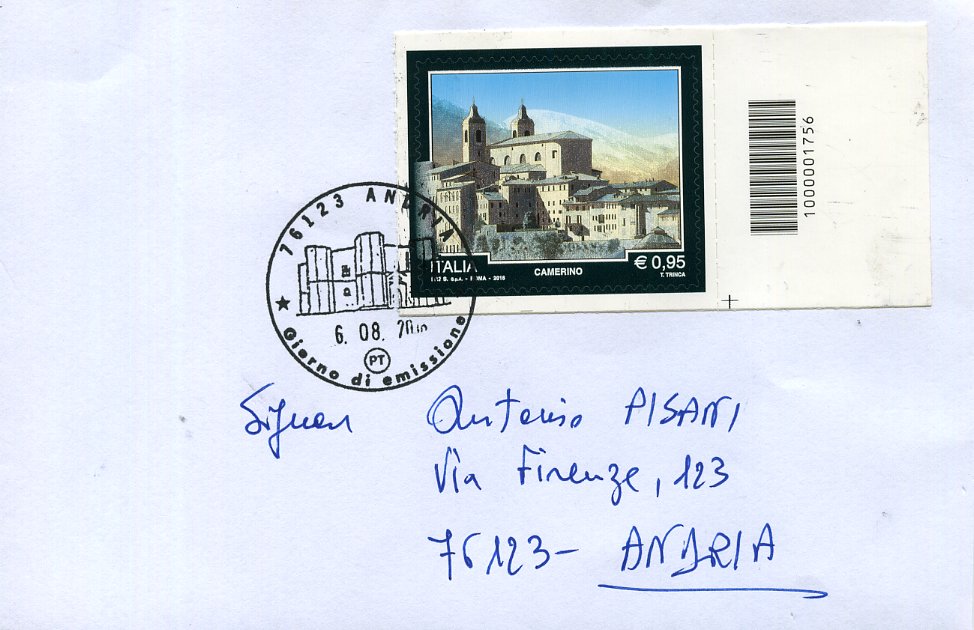 ITALIA
€ 0,95
CAMERINO
T. TRINCA
ROMA - 2016
1000001756
76123 ANDRIA
6. 08.
PT
Giorno di emissione
Signor Antonio PISANI
Via Firenze, 123
76123- ANDRIA